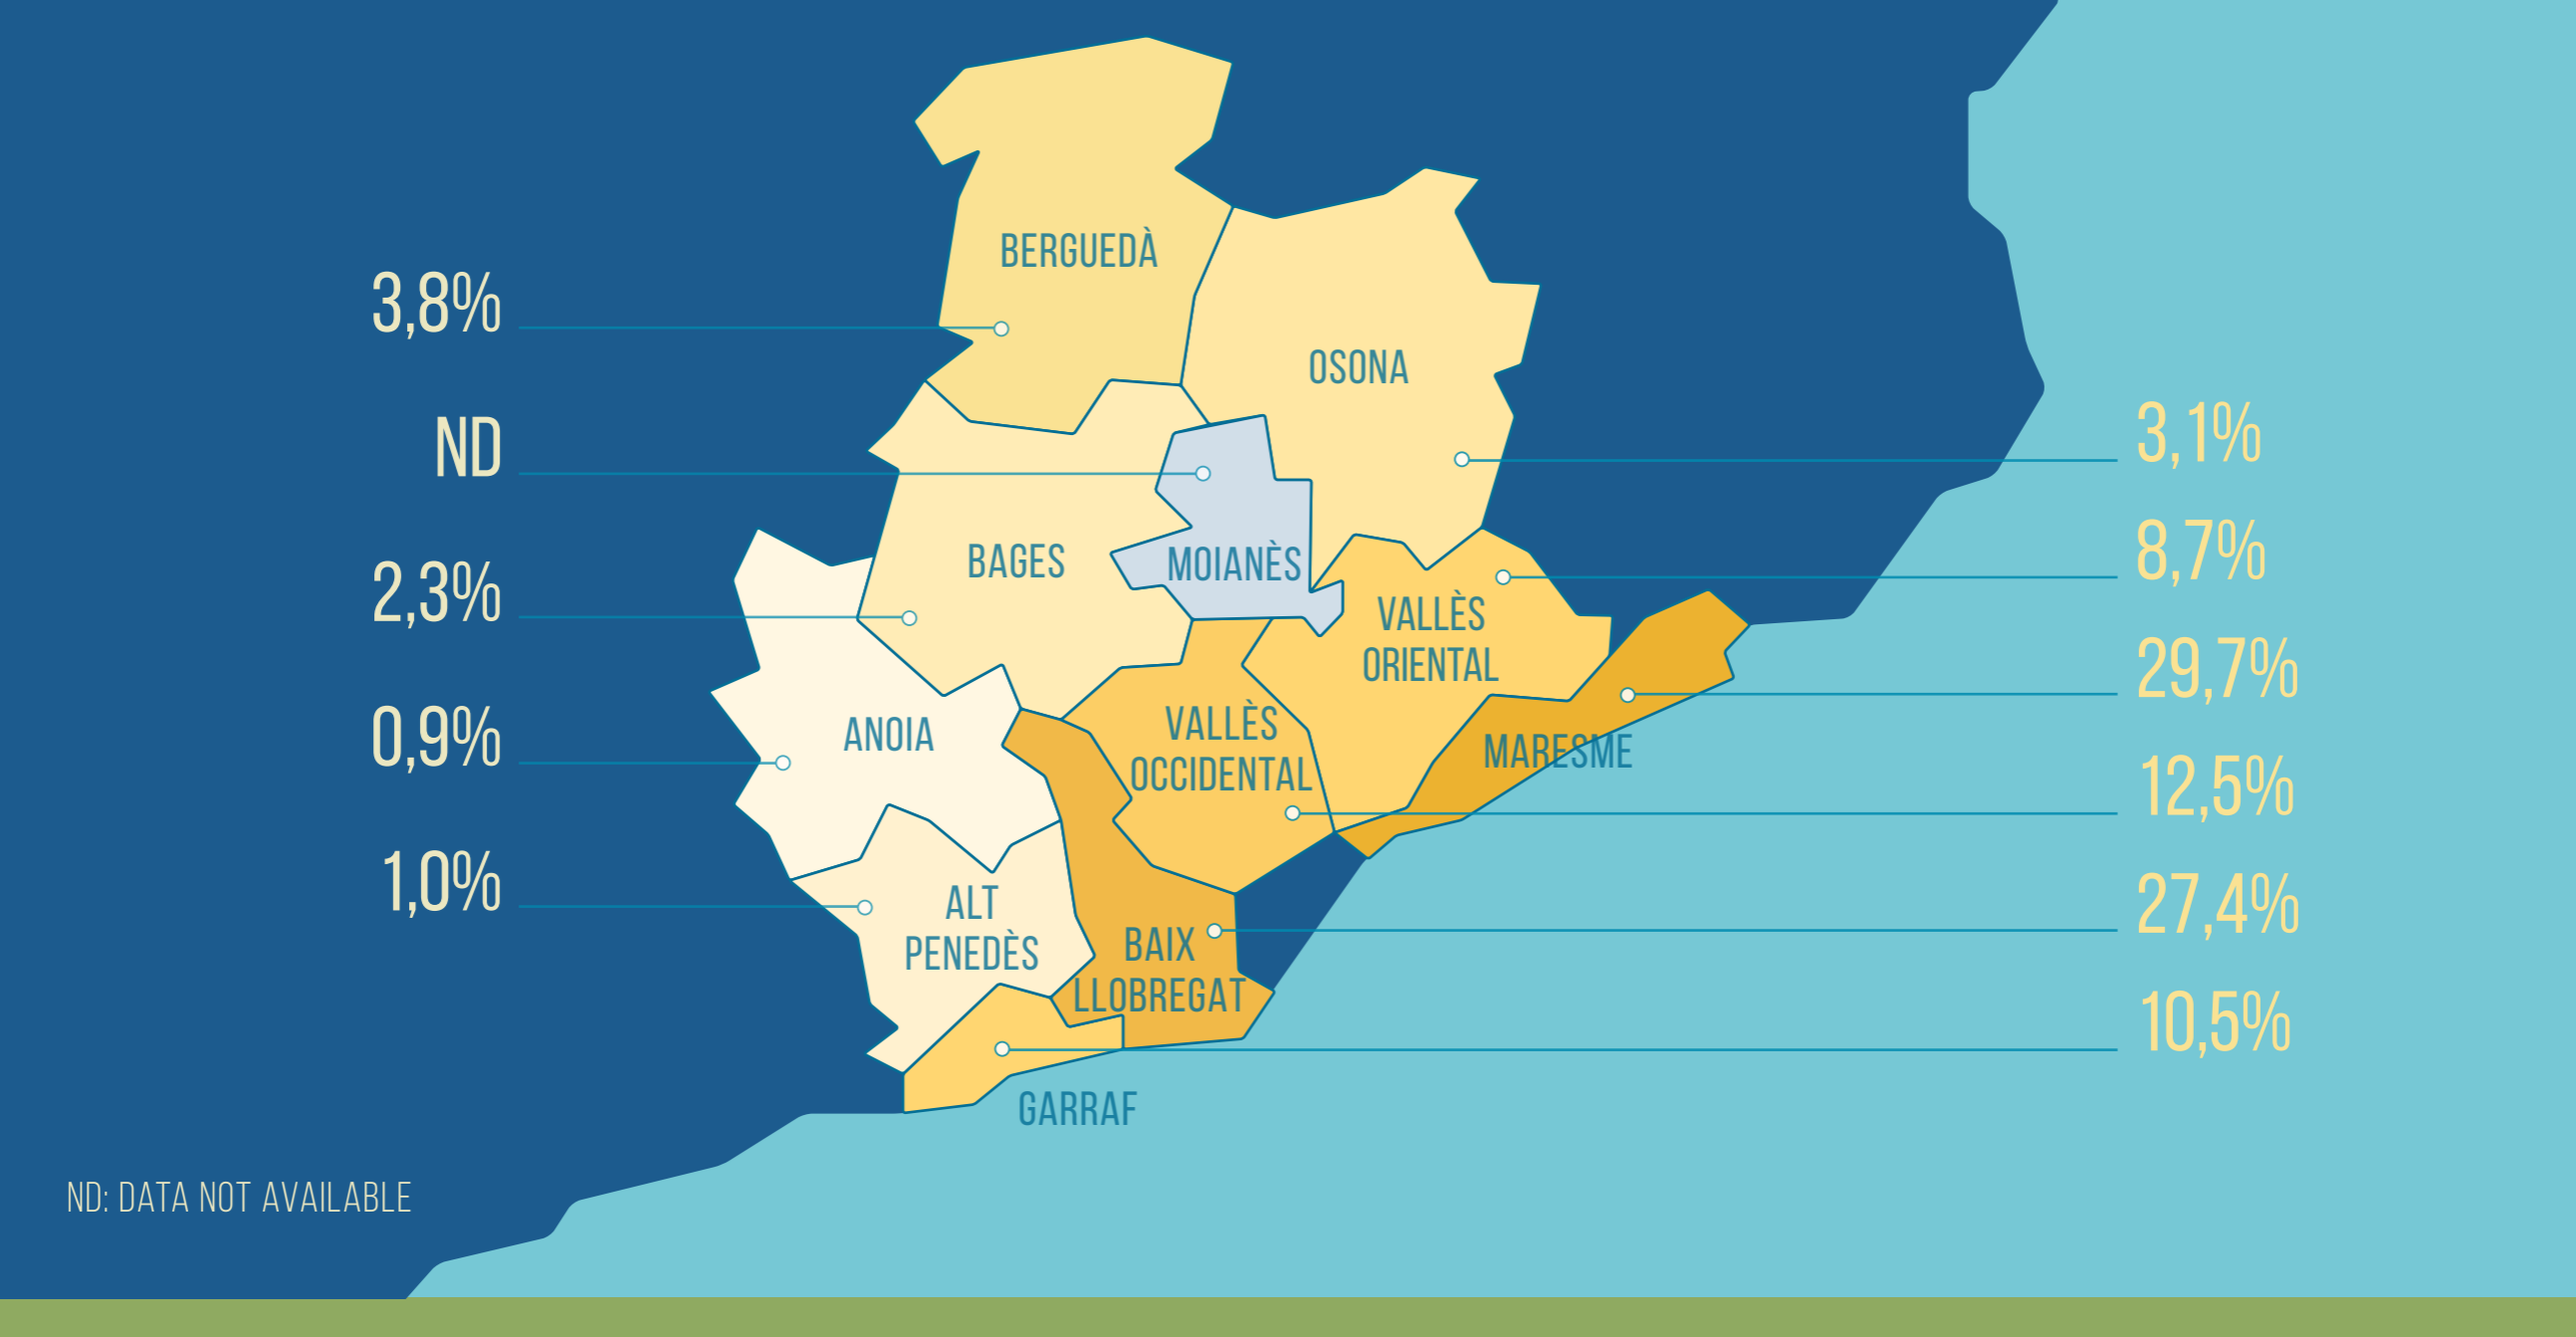 BERGUEDÀ
OSONA
BAGES
MOIANÈS
VALLÈS
ORIENTAL
ANOIA
VALLÈS
OCCIDENTAL
MARESME
ALT
PENEDÈS
BAIX
LLOBREGAT
GARRAF
3,8%
ND
2,3%
0,9%
1,0%
3,1%
8,7%
29,7%
12,5%
27,4%
10,5%
ND: DATA NOT AVAILABLE